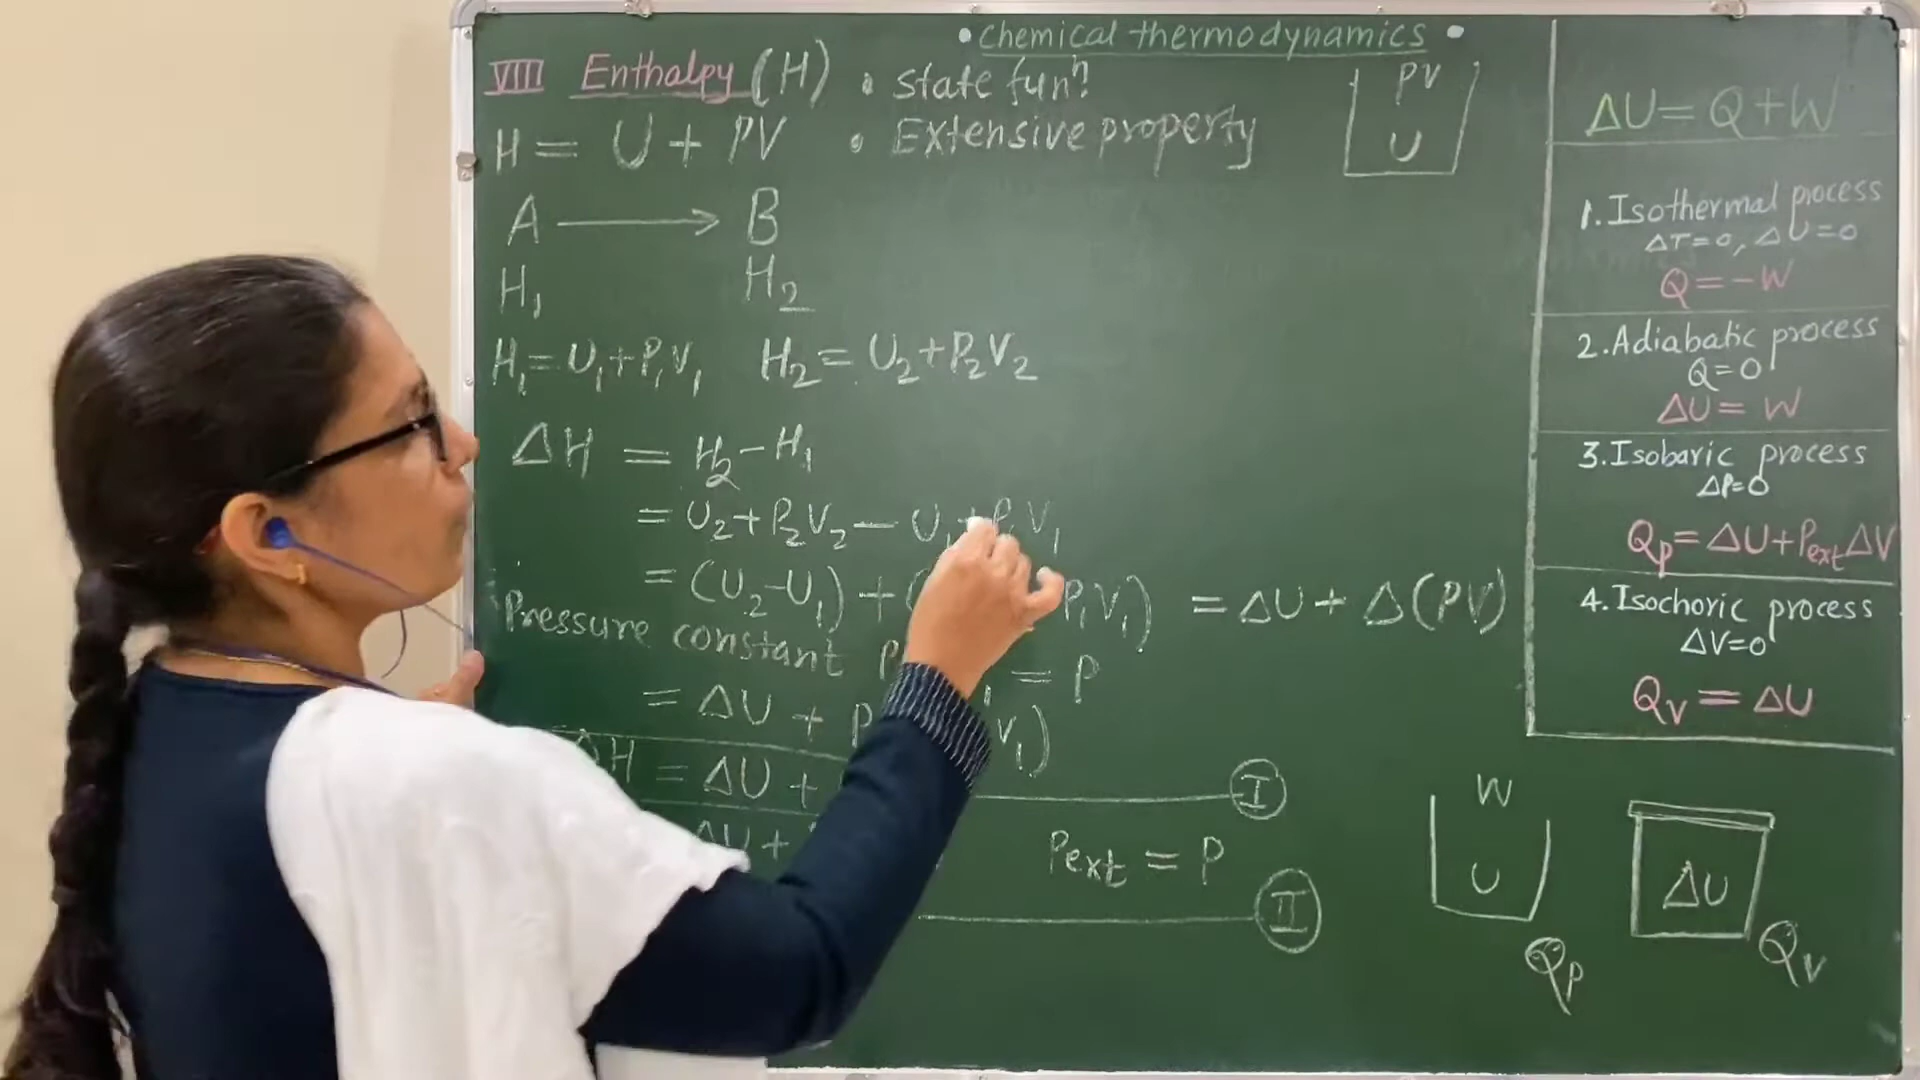 • Chemical thermodynamics •
VIII Enthalpy (H) • State funⁿ.
H = U + PV • Extensive property
A ⟶ B
H₁ H₂
H₁ = U₁ + P₁V₁ H₂ = U₂ + P₂V₂
ΔH = H₂ - H₁
= U₂ + P₂V₂ - U₁ + P₁V₁
= (U₂ - U₁) + ( P₁V₁) = ΔU + Δ(PV)
Pressure constant P = P
= ΔU + P V₁)
ΔH = ΔU + I
ΔU + Pext = P
II
PV
U
ΔU = Q + W
1. Isothermal process
ΔT = 0, ΔU = 0
Q = -W
2. Adiabatic process
Q = 0
ΔU = W
3. Isobaric process
ΔP = 0
Qp = ΔU + Pext ΔV
4. Isochoric process
ΔV = 0
Qv = ΔU
W
U
Qp
ΔU
Qv